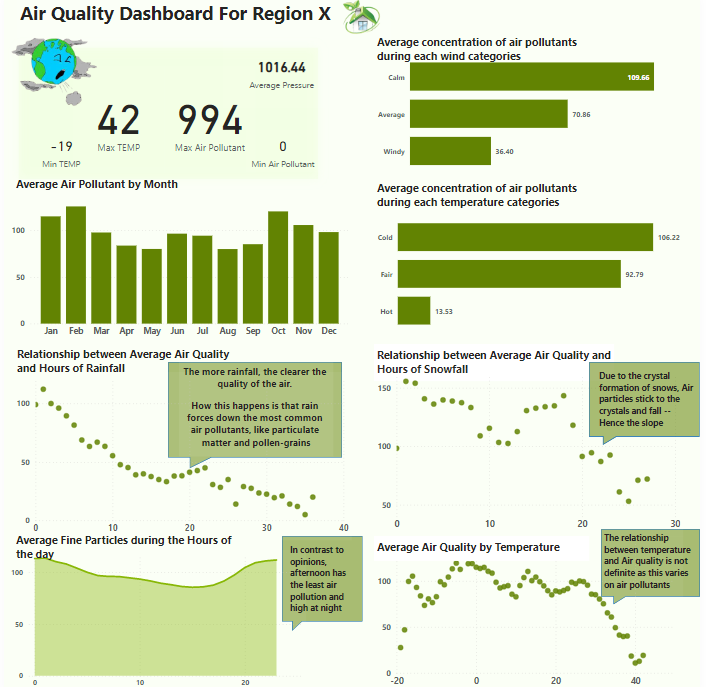 Air Quality Dashboard For Region X
1016.44
Average Pressure
42
Max TEMP
994
Max Air Pollutant
-19
Min TEMP
0
Min Air Pollutant
Average concentration of air pollutants
during each wind categories
Calm
109.66
Average
70.86
Windy
36.40
Average Air Pollutant by Month
100
50
0
Jan Feb Mar Apr May Jun Jul Aug Sep Oct Nov Dec
Average concentration of air pollutants
during each temperature categories
Cold
106.22
Fair
92.79
Hot
13.53
Relationship between Average Air Quality
and Hours of Rainfall
The more rainfall, the clearer the
quality of the air.
How this happens is that rain
forces down the most common
air pollutants, like particulate
matter and pollen-grains
100
50
0
0 10 20 30 40
Relationship between Average Air Quality and
Hours of Snowfall
Due to the crystal
formation of snows, Air
particles stick to the
crystals and fall --
Hence the slope
150
100
50
0 10 20 30
Average Fine Particles during the Hours of
the day
In contrast to
opinions,
afternoon has
the least air
pollution and
high at night
100
50
0
0 10 20
Average Air Quality by Temperature
The relationship
between temperature
and Air quality is not
definite as this varies
on air pollutants
100
50
0
-20 0 20 40